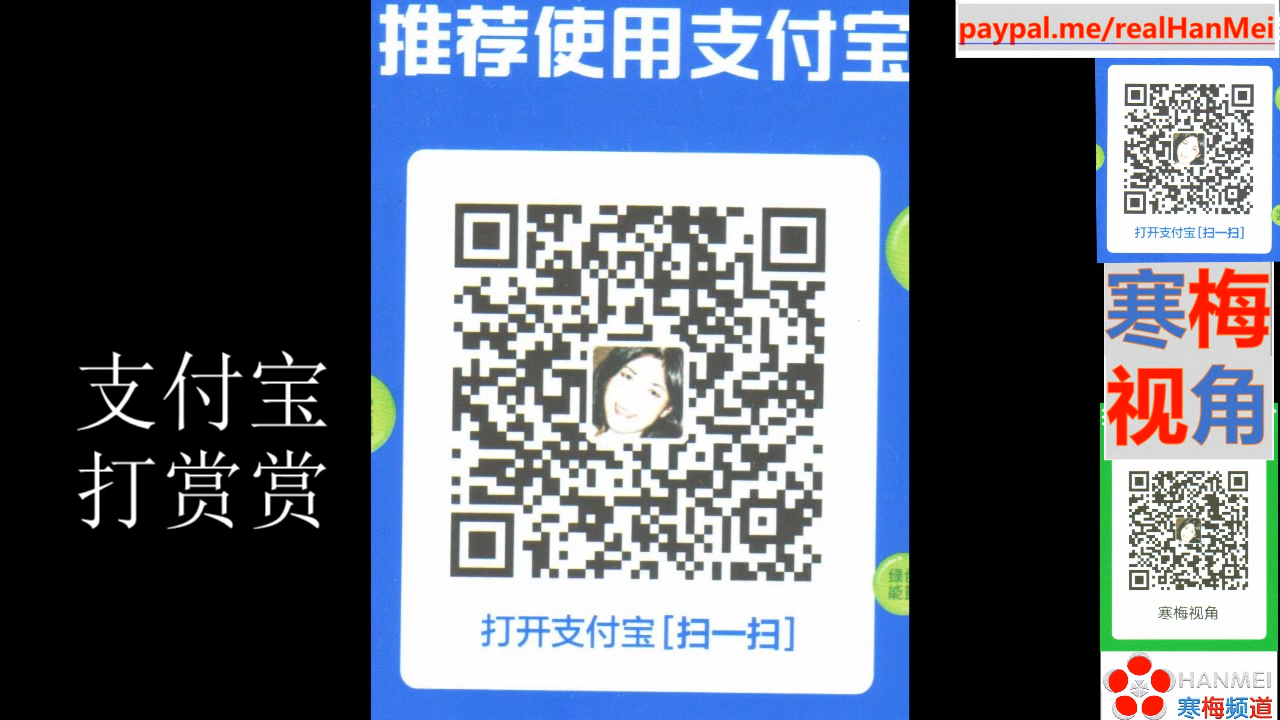 推荐使用支付宝
支付宝
打赏赏
打开支付宝[扫一扫]
paypal.me/realHanMei
打开支付宝[扫一扫]
寒梅
视角
寒梅视角
HANMEI
寒梅频道